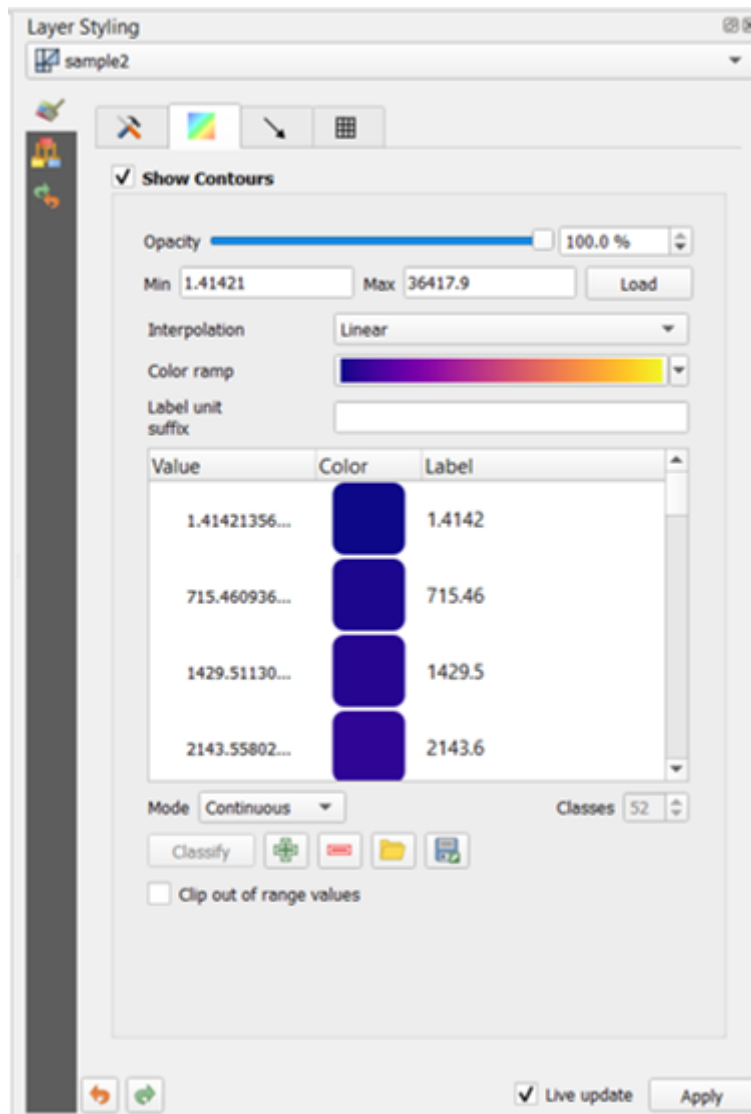 Layer Styling
sample2
Show Contours
Opacity 100.0 %
Min 1.41421 Max 36417.9 Load
Interpolation Linear
Color ramp
Label unit
suffix
Value Color Label
1.41421356... 1.4142
715.460936... 715.46
1429.51130... 1429.5
2143.55802... 2143.6
Mode Continuous Classes 52
Classify
Clip out of range values
Live update Apply